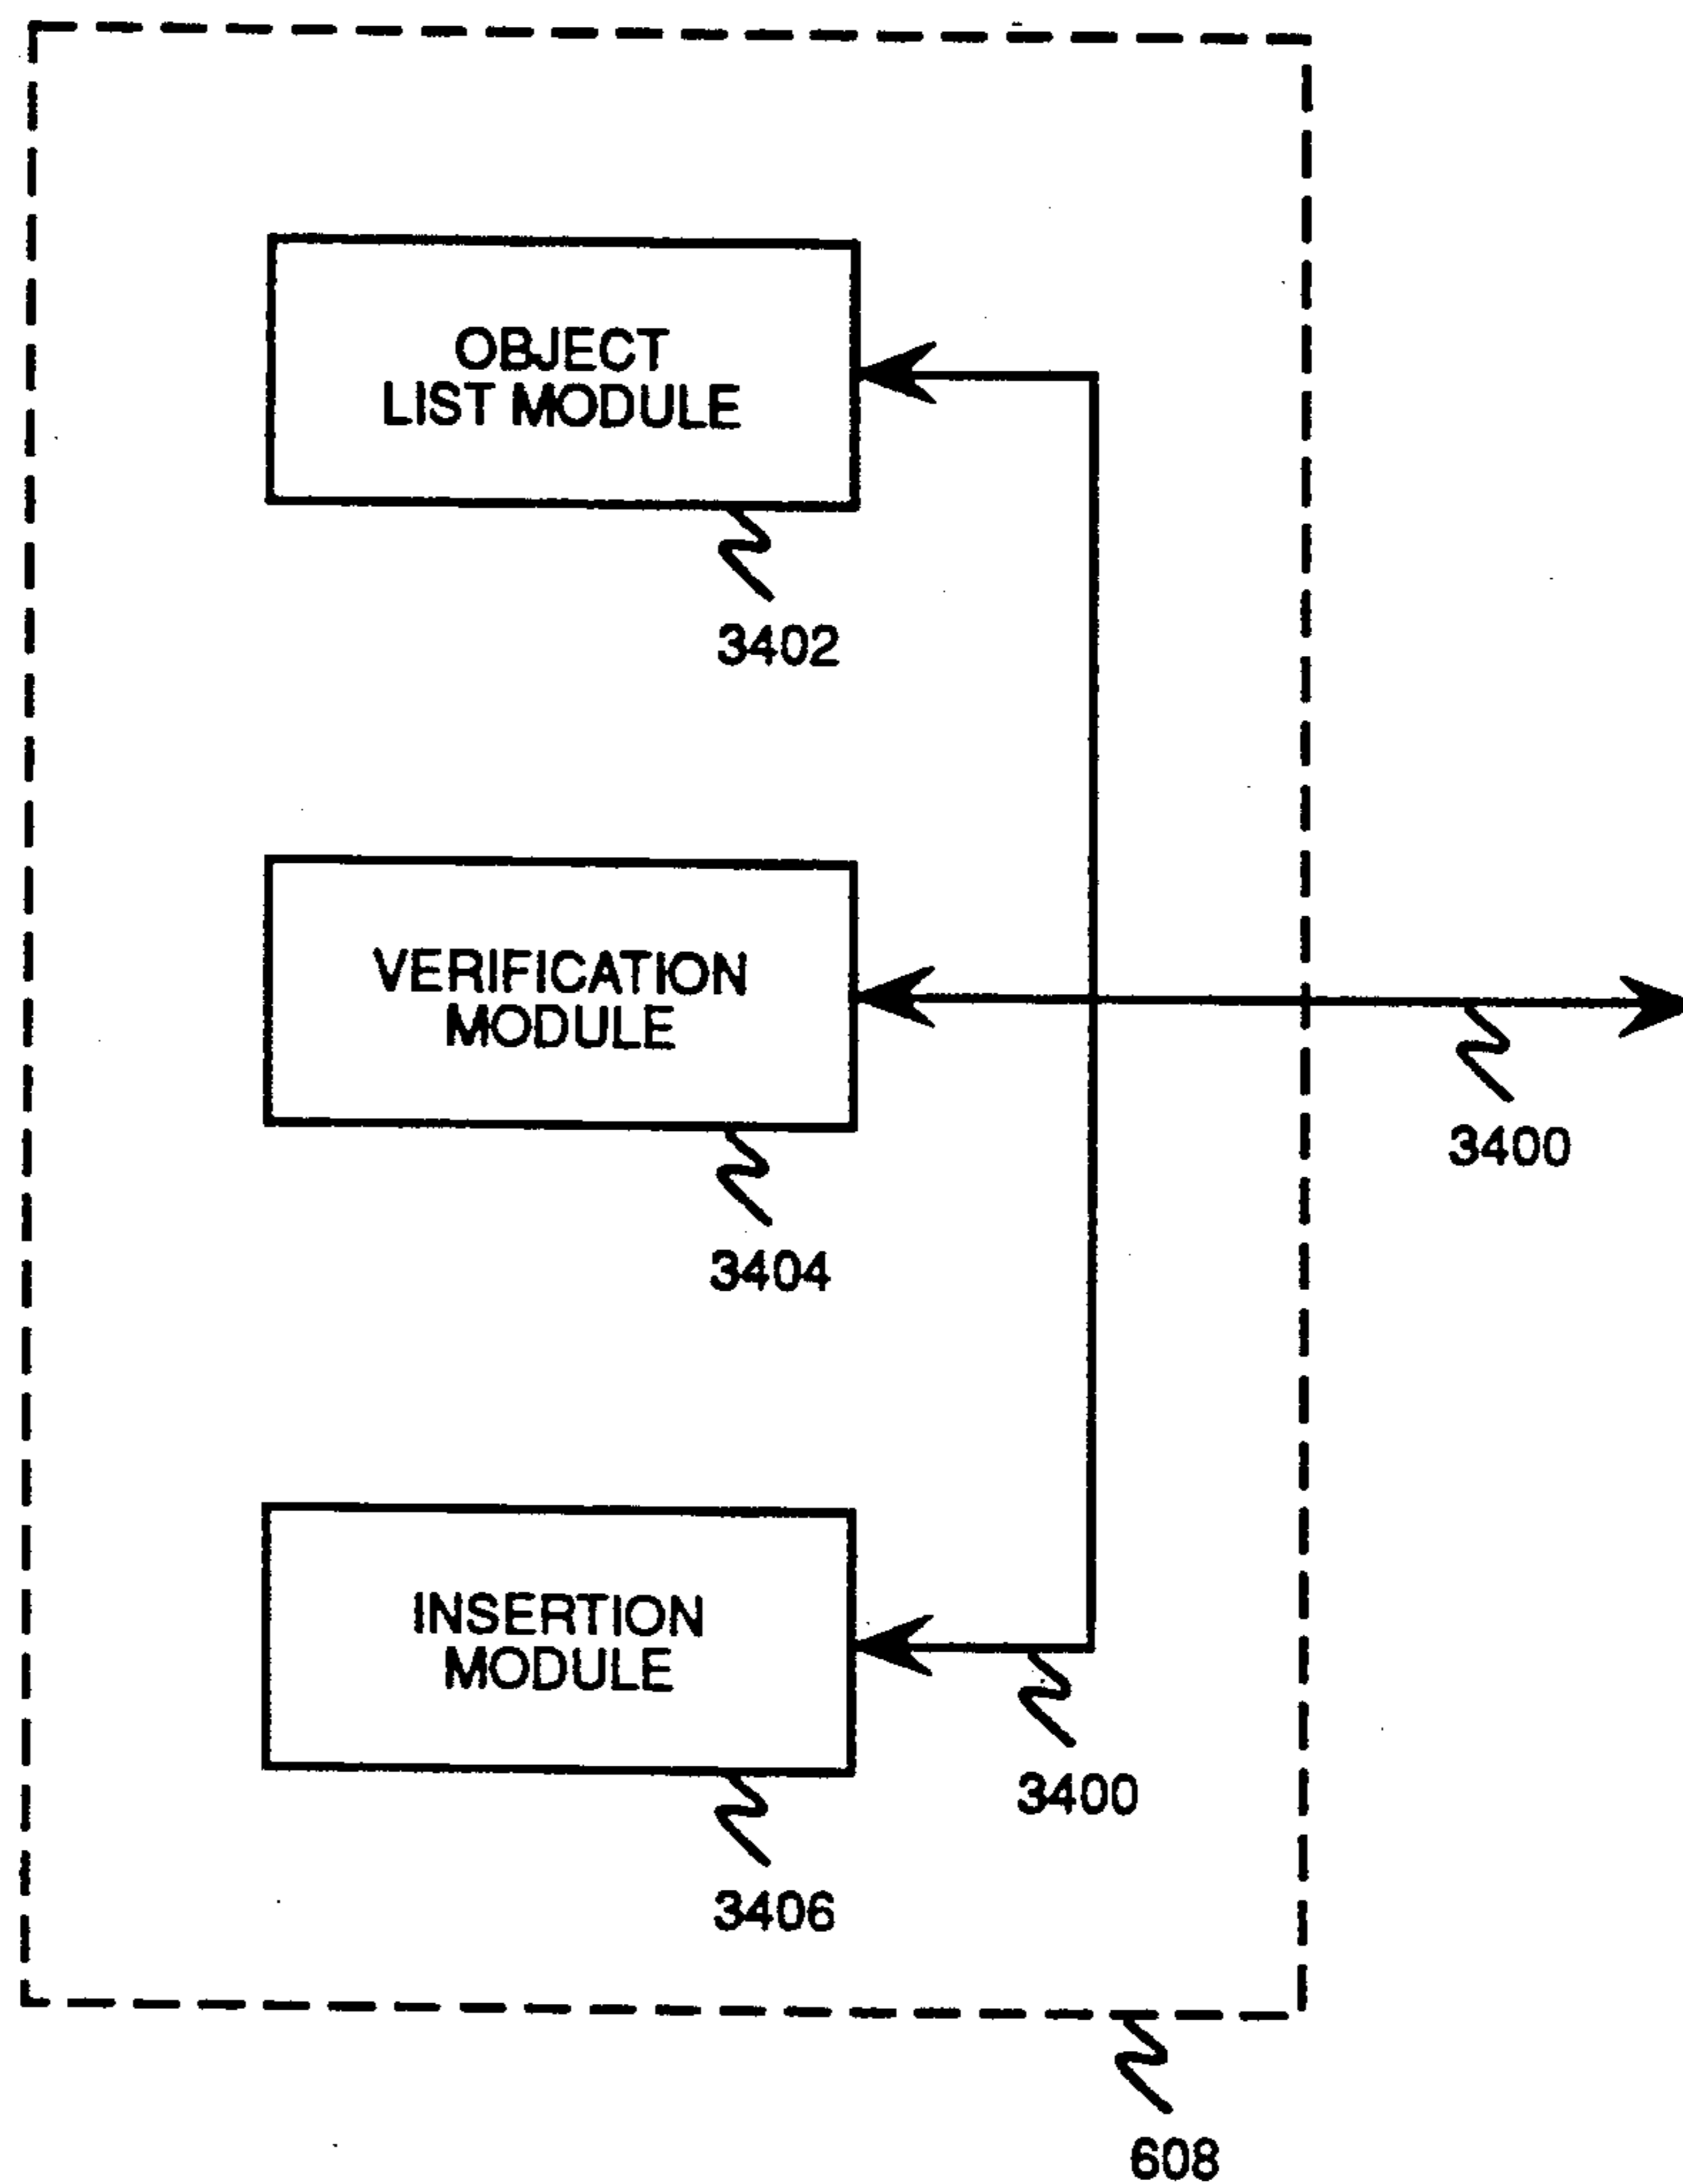 OBJECT
LIST MODULE
3402
VERIFICATION
MODULE
3400
3404
INSERTION
MODULE
3400
3406
608